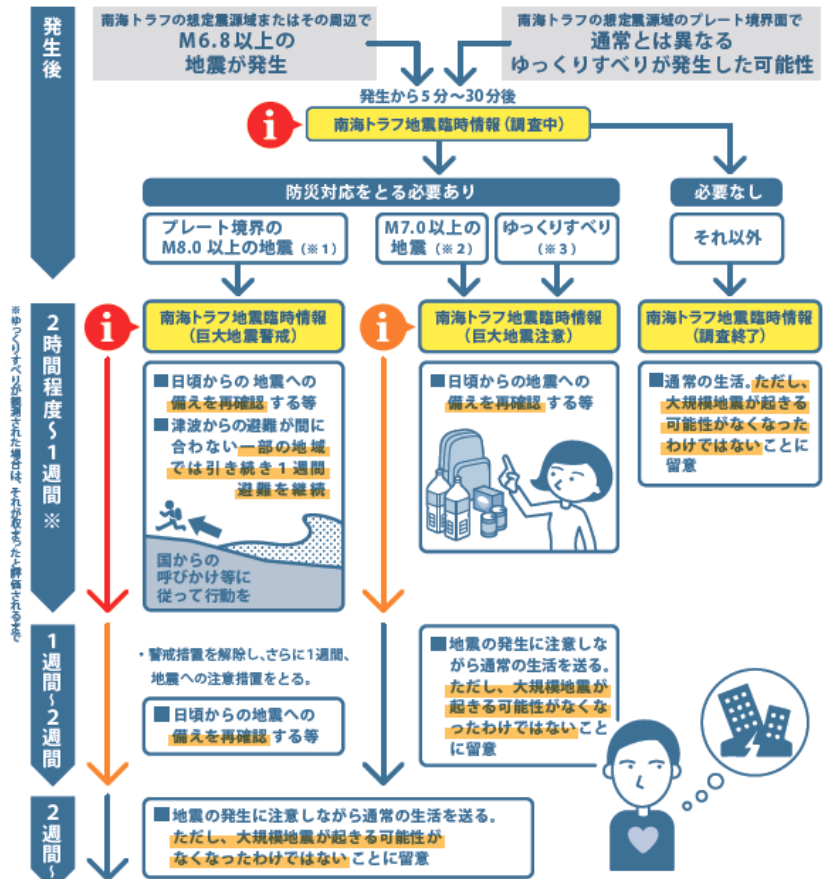 発生後
南海トラフの想定震源域またはその周辺で
M6.8以上の
地震が発生
南海トラフの想定震源域のプレート境界面で
通常とは異なる
ゆっくりすべりが発生した可能性
発生から5分〜30分後
i
南海トラフ地震臨時情報(調査中)
防災対応をとる必要あり
必要なし
プレート境界の
M8.0以上の地震(※1)
M7.0以上の
地震(※2)
ゆっくりすべり
(※3)
それ以外
2時間程度〜1週間※
※ゆっくりすべりが観測された場合は、それが収まったと評価されるまで
i
南海トラフ地震臨時情報
(巨大地震警戒)
i
南海トラフ地震臨時情報
(巨大地震注意)
南海トラフ地震臨時情報
(調査終了)
■日頃からの地震への
備えを再確認する等
■津波からの避難が間に
合わない一部の地域
では引き続き1週間
避難を継続
国からの
呼びかけ等に
従って行動を
■日頃からの地震への
備えを再確認する等
■通常の生活。ただし、
大規模地震が起きる
可能性がなくなった
わけではないことに
留意
1週間〜2週間
・警戒措置を解除し、さらに1週間、
地震への注意措置をとる。
■日頃からの地震への
備えを再確認する等
■地震の発生に注意しな
がら通常の生活を送る。
ただし、大規模地震が
起きる可能性がなくな
ったわけではないこと
に留意
2週間〜
■地震の発生に注意しながら通常の生活を送る。
ただし、大規模地震が起きる可能性が
なくなったわけではないことに留意